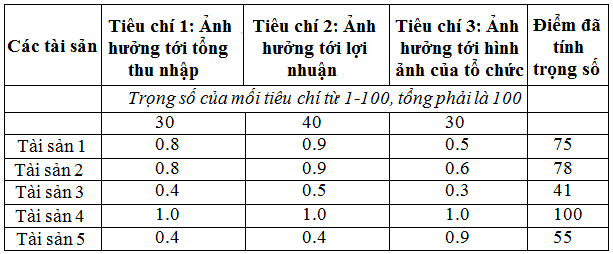 Các tài sản | Tiêu chí 1: Ảnh hưởng tới tổng thu nhập | Tiêu chí 2: Ảnh hưởng tới lợi nhuận | Tiêu chí 3: Ảnh hưởng tới hình ảnh của tổ chức | Điểm đã tính trọng số
Trọng số của mối tiêu chí từ 1-100, tổng phải là 100
30 | 40 | 30
Tài sản 1 | 0.8 | 0.9 | 0.5 | 75
Tài sản 2 | 0.8 | 0.9 | 0.6 | 78
Tài sản 3 | 0.4 | 0.5 | 0.3 | 41
Tài sản 4 | 1.0 | 1.0 | 1.0 | 100
Tài sản 5 | 0.4 | 0.4 | 0.9 | 55